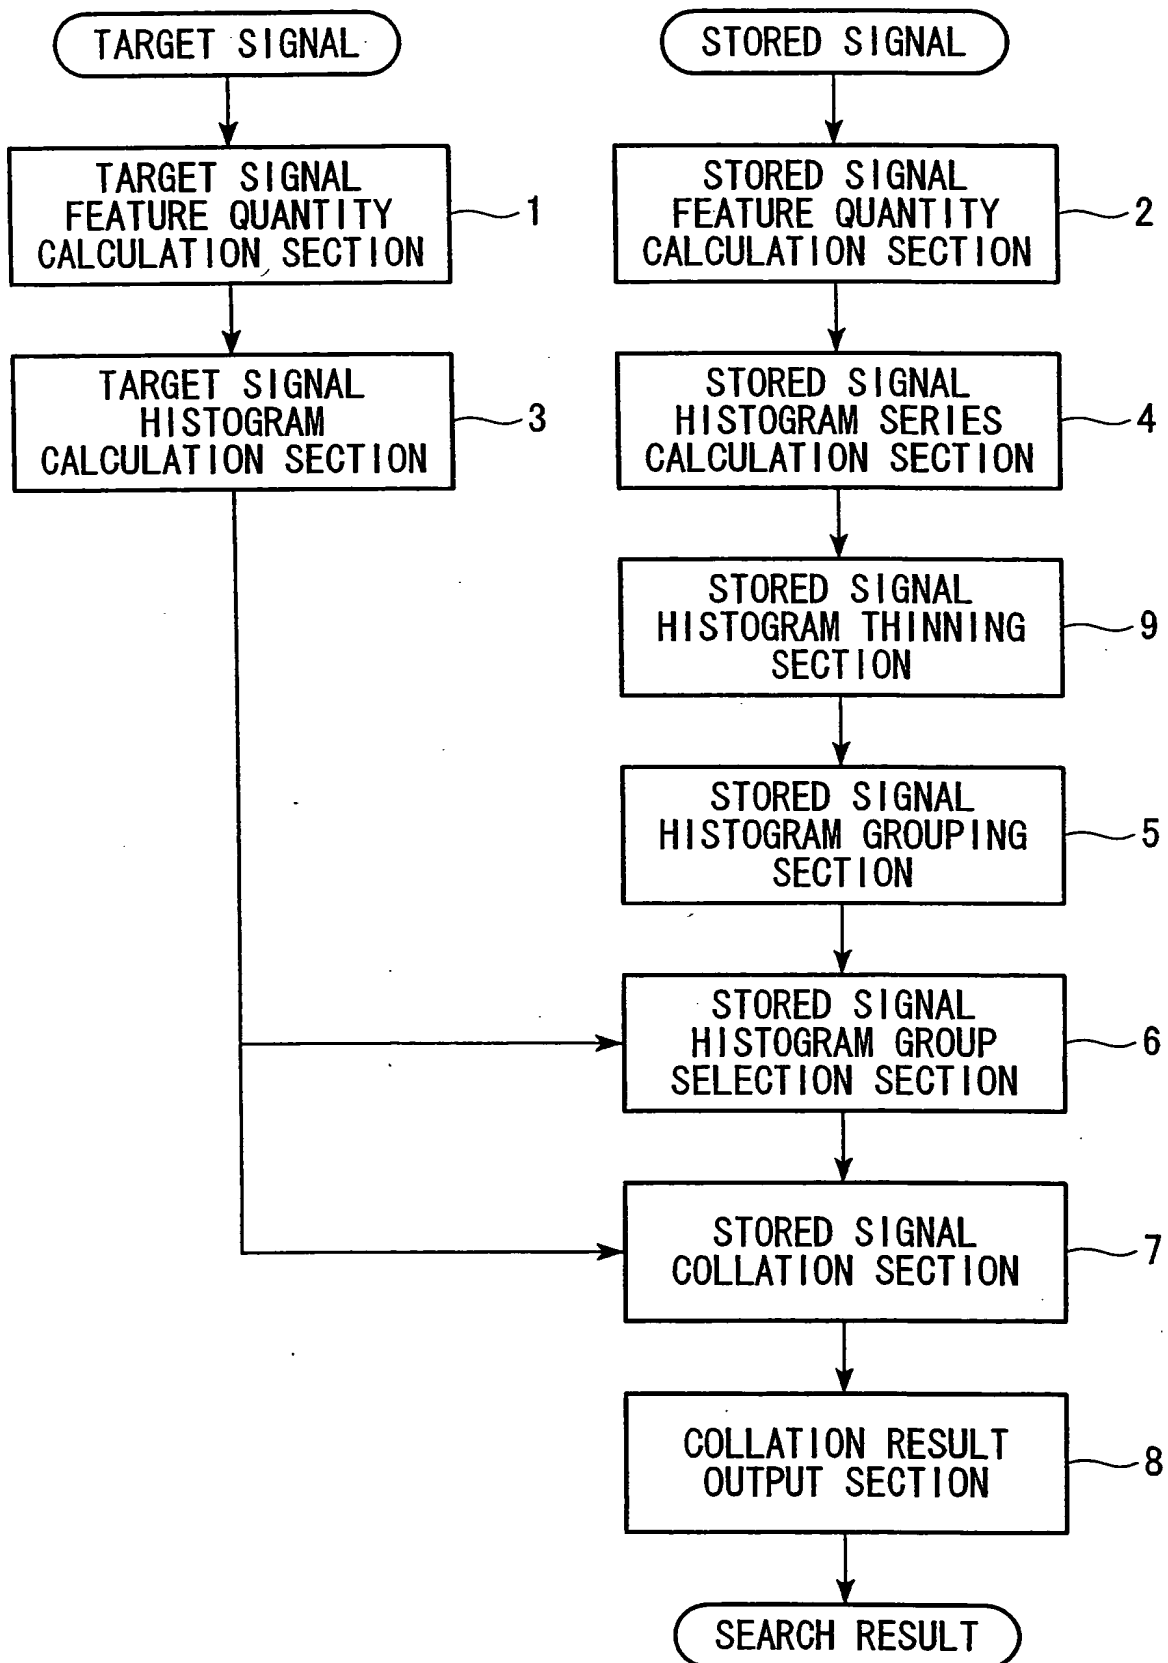 TARGET SIGNAL
TARGET SIGNAL
FEATURE QUANTITY
CALCULATION SECTION
1
TARGET SIGNAL
HISTOGRAM
CALCULATION SECTION
3
STORED SIGNAL
STORED SIGNAL
FEATURE QUANTITY
CALCULATION SECTION
2
STORED SIGNAL
HISTOGRAM SERIES
CALCULATION SECTION
4
STORED SIGNAL
HISTOGRAM THINNING
SECTION
9
STORED SIGNAL
HISTOGRAM GROUPING
SECTION
5
STORED SIGNAL
HISTOGRAM GROUP
SELECTION SECTION
6
STORED SIGNAL
COLLATION SECTION
7
COLLATION RESULT
OUTPUT SECTION
8
SEARCH RESULT